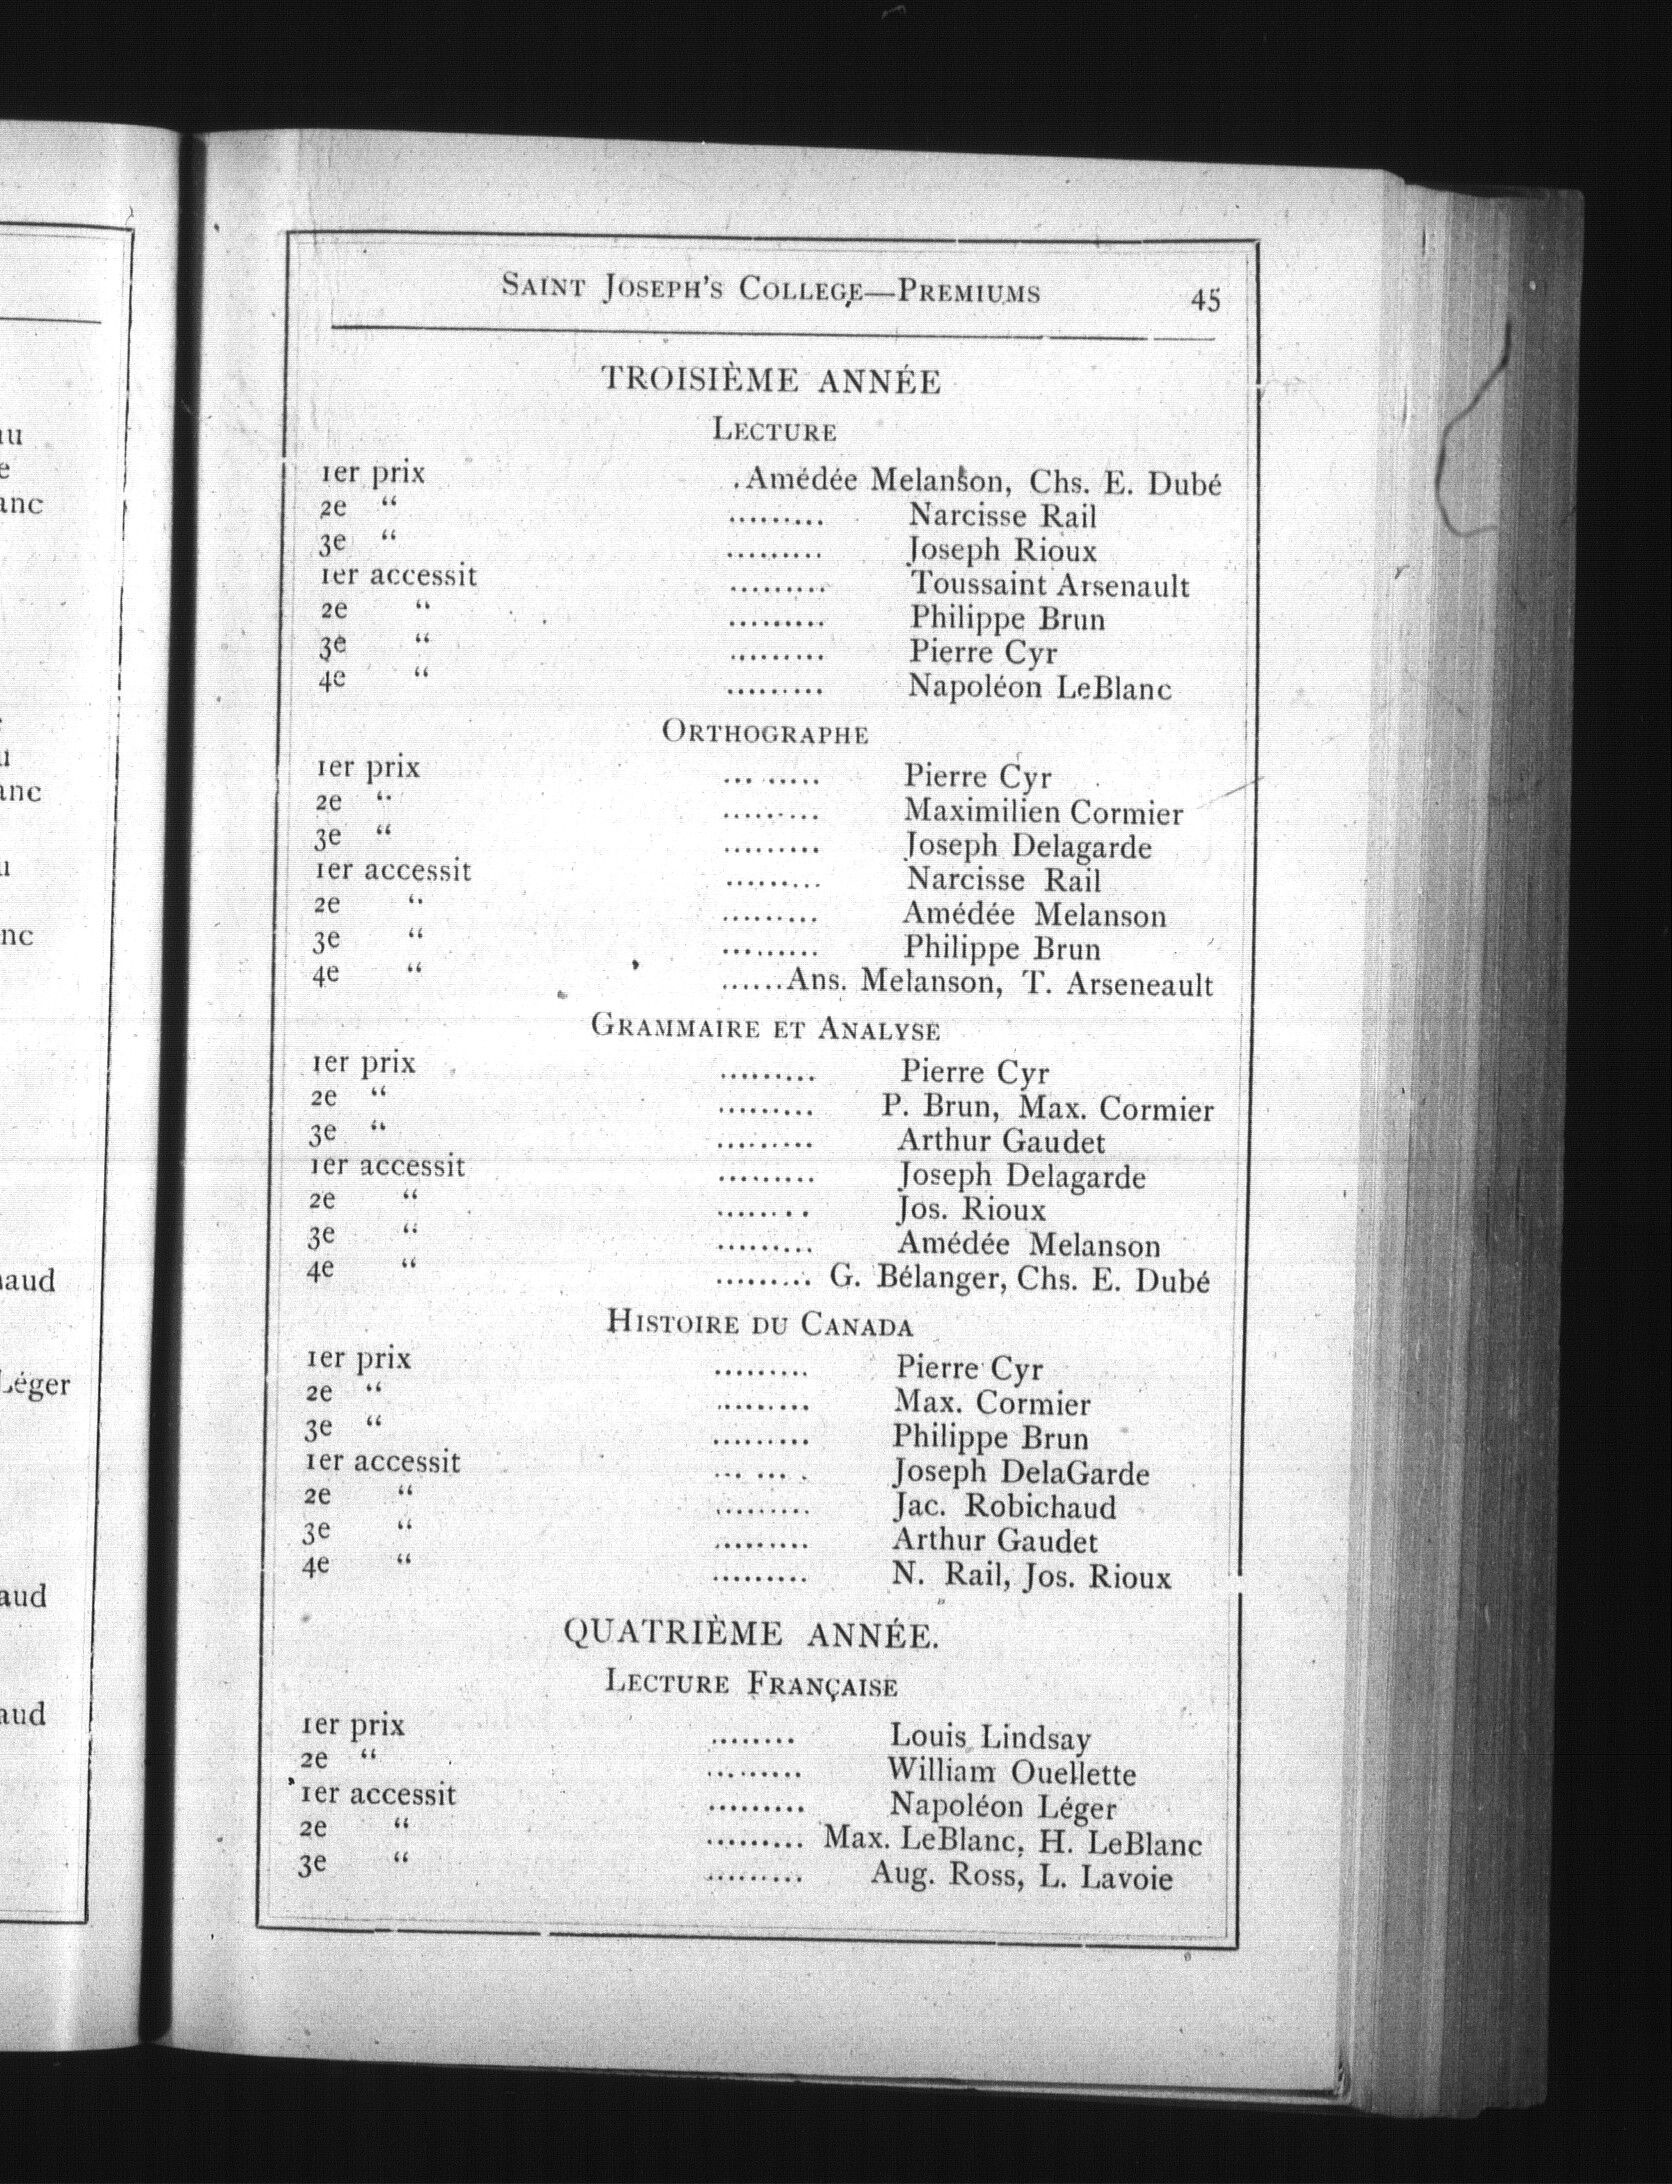 SAINT JOSEPH'S COLLEGE—PREMIUMS 45
TROISIÈME ANNÉE
LECTURE
1er prix .Amédée Melanson, Chs. E. Dubé
2e " ......... Narcisse Rail
3e " ......... Joseph Rioux
1er accessit ......... Toussaint Arsenault
2e " ......... Philippe Brun
3e " ......... Pierre Cyr
4e " ......... Napoléon LeBlanc
ORTHOGRAPHE
1er prix ... ...... Pierre Cyr
2e " ......... Maximilien Cormier
3e " ......... Joseph Delagarde
1er accessit ......... Narcisse Rail
2e " ......... Amédée Melanson
3e " ......... Philippe Brun
4e " ......Ans. Melanson, T. Arseneault
GRAMMAIRE ET ANALYSE
1er prix ......... Pierre Cyr
2e " ......... P. Brun, Max. Cormier
3e " ......... Arthur Gaudet
1er accessit ......... Joseph Delagarde
2e " ......... Jos. Rioux
3e " ......... Amédée Melanson
4e " ......... G. Bélanger, Chs. E. Dubé
HISTOIRE DU CANADA
1er prix ......... Pierre Cyr
2e " ......... Max. Cormier
3e " ......... Philippe Brun
1er accessit ... ... . Joseph DelaGarde
2e " ......... Jac. Robichaud
3e " ......... Arthur Gaudet
4e " ......... N. Rail, Jos. Rioux
QUATRIÈME ANNÉE.
LECTURE FRANÇAISE
1er prix ........ Louis Lindsay
2e " ......... William Ouellette
1er accessit ......... Napoléon Léger
2e " ......... Max. LeBlanc, H. LeBlanc
3e " ......... Aug. Ross, L. Lavoie